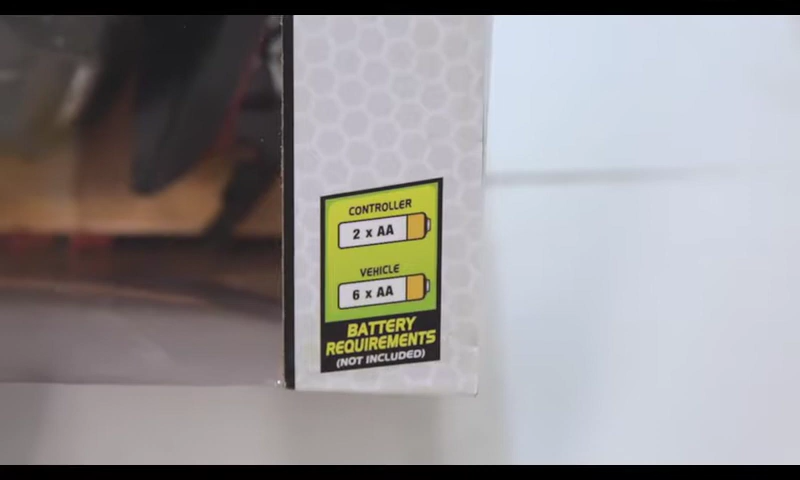 CONTROLLER
2 x AA
VEHICLE
6 x AA
BATTERY
REQUIREMENTS
(NOT INCLUDED)